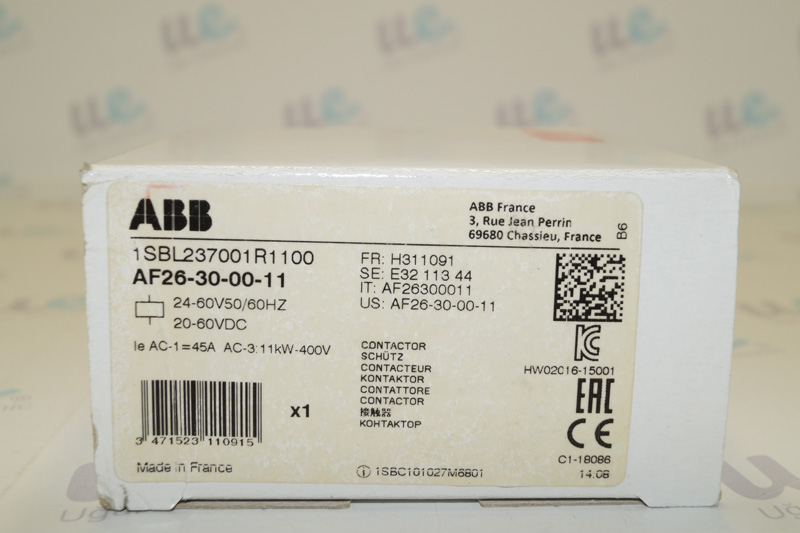 ABB
ABB France
3, Rue Jean Perrin
69680 Chassieu, France
B6
1SBL237001R1100
AF26-30-00-11
24-60V50/60HZ
20-60VDC
Ie AC-1=45A AC-3:11kW-400V
FR: H311091
SE: E32 113 44
IT: AF26300011
US: AF26-30-00-11
CONTACTOR
SCHÜTZ
CONTACTEUR
KONTAKTOR
CONTATTORE
CONTACTOR
接触器
КОНТАКТОР
HW02016-15001
EAC
CE
C1-18086
14.08
x1
3 471523 110915
Made in France
1SBC101027M6801